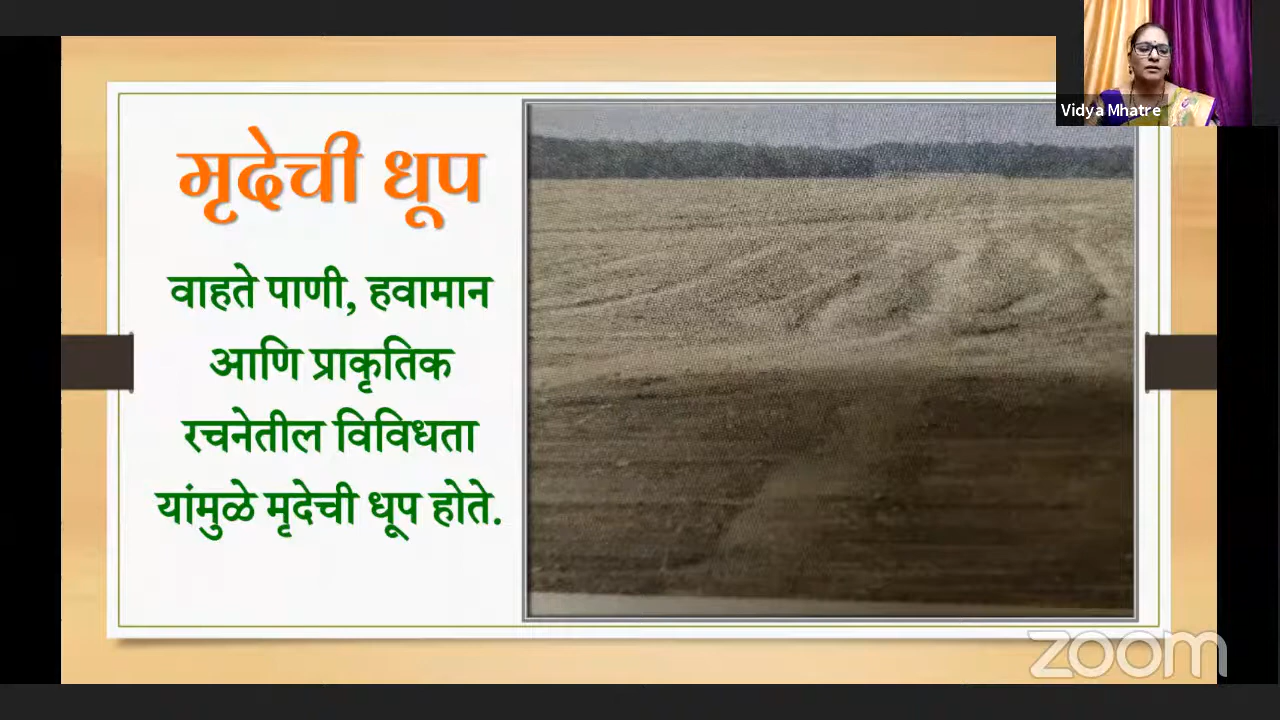 मृदेची धूप
वाहते पाणी, हवामान
आणि प्राकृतिक
रचनेतील विविधता
यांमुळे मृदेची धूप होते.
Vidya Mhatre
zoom